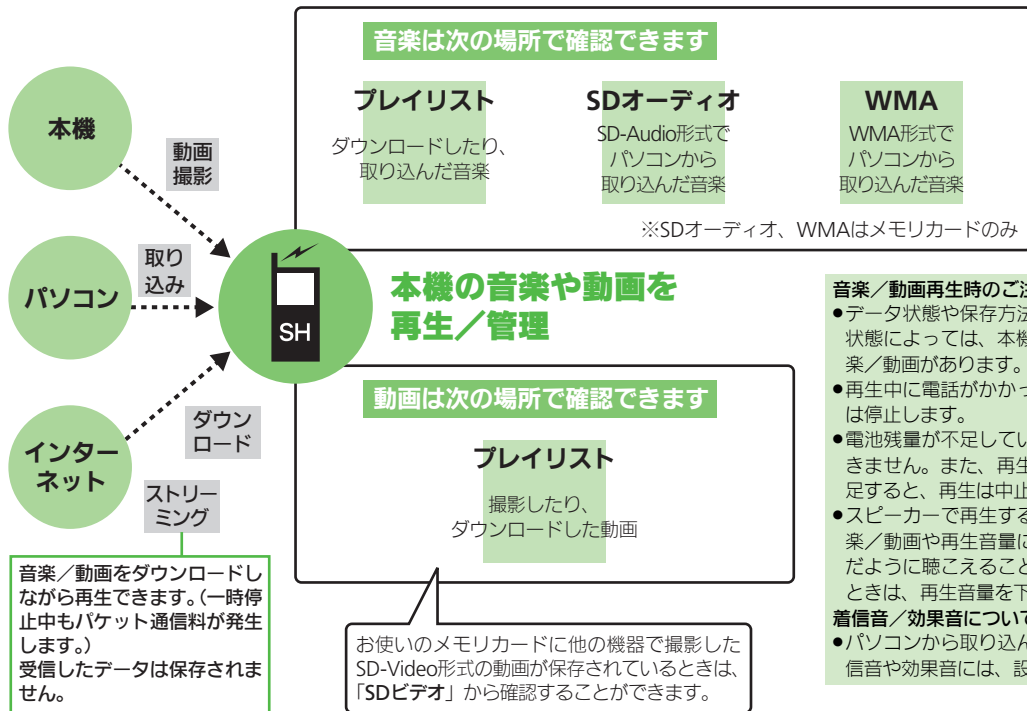 本機
動画
撮影
パソコン
取り
込み
インター
ネット
ダウン
ロード
ストリー
ミング
音楽／動画をダウンロードし
ながら再生できます。（一時停
止中もパケット通信料が発生
します。）
受信したデータは保存されま
せん。
SH
音楽は次の場所で確認できます
プレイリスト
ダウンロードしたり、
取り込んだ音楽
SDオーディオ
SD-Audio形式で
パソコンから
取り込んだ音楽
WMA
WMA形式で
パソコンから
取り込んだ音楽
※SDオーディオ、WMAはメモリカードのみ
本機の音楽や動画を
再生／管理
動画は次の場所で確認できます
プレイリスト
撮影したり、
ダウンロードした動画
お使いのメモリカードに他の機器で撮影した
SD-Video形式の動画が保存されているときは、
「SDビデオ」から確認することができます。
音楽／動画再生時のご注
●データ状態や保存方法
状態によっては、本機
楽／動画があります。
●再生中に電話がかかっ
は停止します。
●電池残量が不足してい
きません。また、再生
足すると、再生は中止
●スピーカーで再生する
楽／動画や再生音量に
だように聴こえること
ときは、再生音量を下
着信音／効果音について
●パソコンから取り込ん
信音や効果音には、設